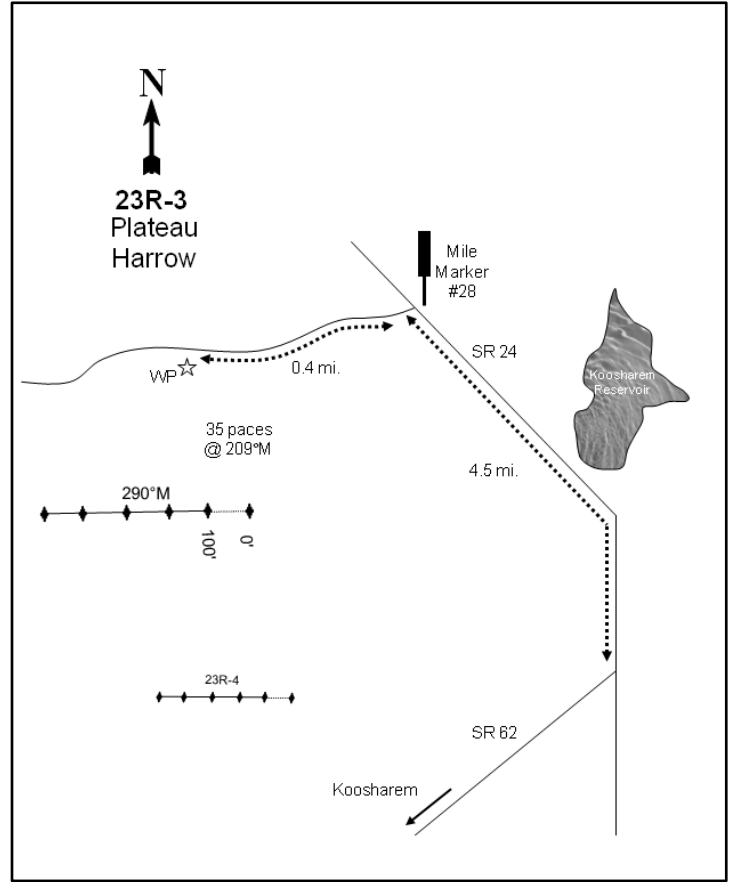 N
23R-3
Plateau
Harrow
Mile
Marker
#28
SR 24
Koosharem
Reservoir
0.4 mi.
WP
35 paces
@ 209°M
4.5 mi.
290°M
100'
0'
23R-4
SR 62
Koosharem